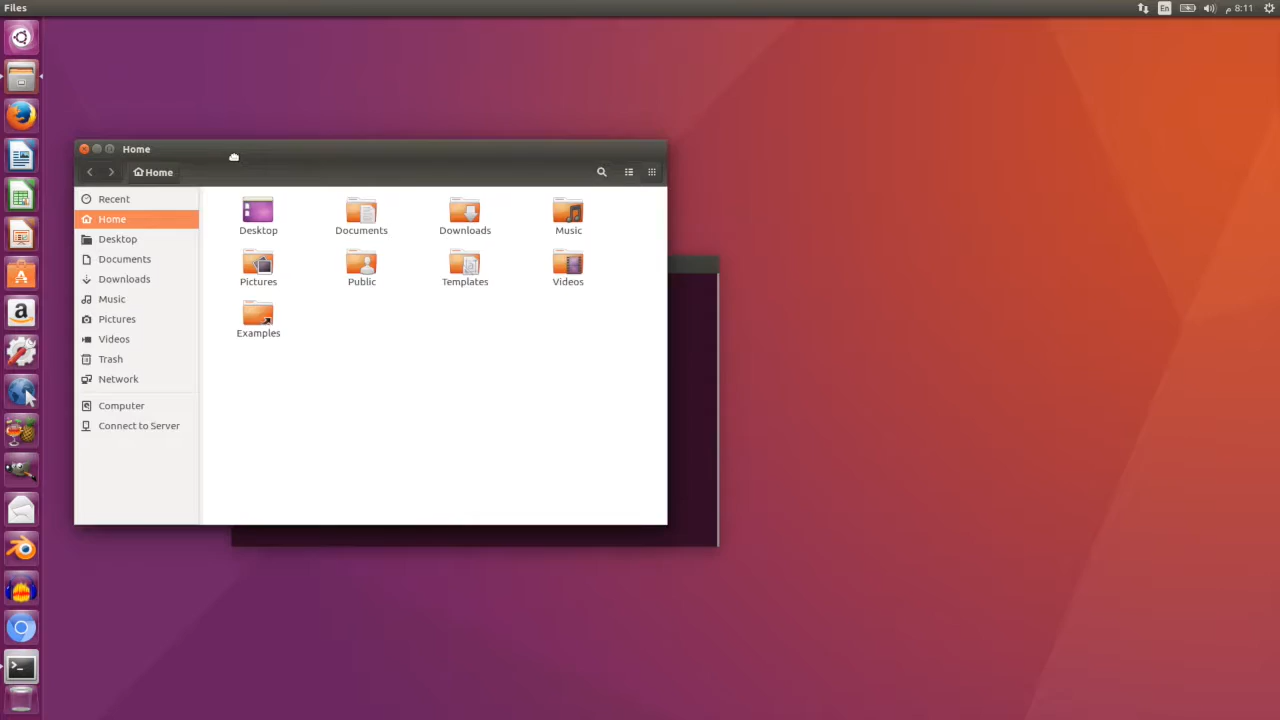 Files
En
م 8:11
Home
Home
Recent
Home
Desktop
Documents
Downloads
Music
Pictures
Videos
Trash
Network
Computer
Connect to Server
Desktop
Documents
Downloads
Music
Pictures
Public
Templates
Videos
Examples